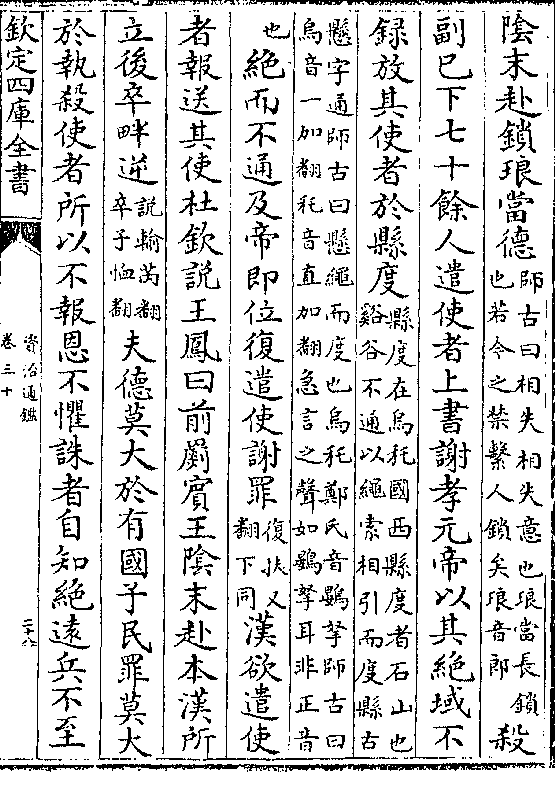 陰末赴鎖琅當德師古曰相失相失意也琅當長鎖也若今之禁繫人鎖矣琅音郎殺
副已下七十餘人遣使者上書謝孝元帝以其絶域不
録放其使者於縣度縣度在烏秅國西縣度者石山也谿谷不通以繩索相引而度縣古
懸字通師古曰懸繩而度也烏秅鄭氏音鷃拏師古曰烏音一加翻秅音直加翻急言之聲如鷃拏耳非正音
也絶而不通及帝即位復遣使謝罪復扶又翻下同漢欲遣使
者報送其使杜欽説王鳳曰前罽賓王陰末赴本漢所
立後卒畔逆説輸芮翻卒子恤翻夫德莫大於有國子民罪莫大
於執殺使者所以不報恩不懼誅者自知絶遠兵不至
欽定四庫全書
資治通鑑
卷三十